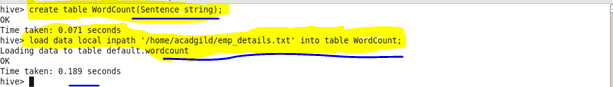 hive> create table WordCount(Sentence string);
OK
Time taken: 0.071 seconds
hive> load data local inpath '/home/acadgild/emp_details.txt' into table WordCount;
Loading data to table default.wordcount
OK
Time taken: 0.189 seconds
hive>